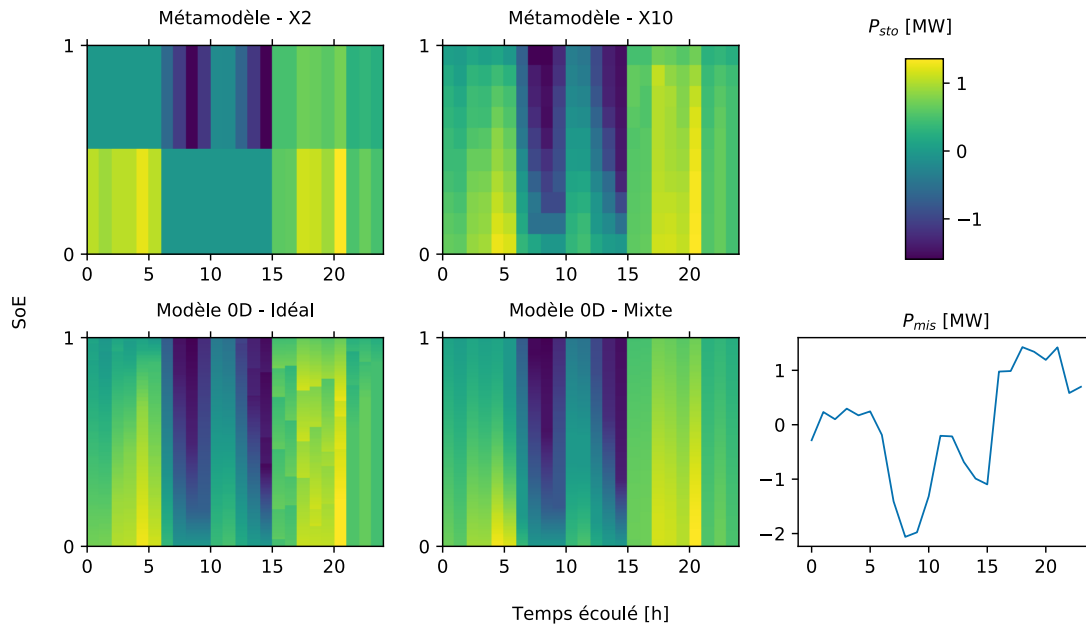 Métamodèle - X2
Métamodèle - X10
P_sto [MW]
1
0
0 5 10 15 20
0 5 10 15 20
1
0
1
0
−1
SoE
Modèle 0D - Idéal
Modèle 0D - Mixte
P_mis [MW]
1
0
0 5 10 15 20
1
0
0 5 10 15 20
1
0
−1
−2
0 5 10 15 20
Temps écoulé [h]